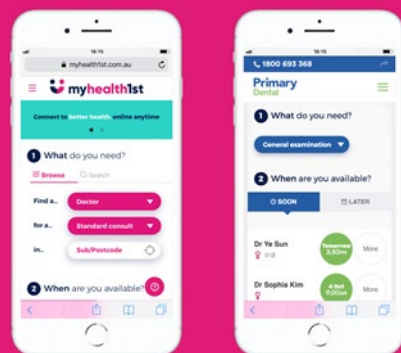 16:15
myhealth1st.com.au
myhealth1st
Connect to better health, online anytime
1 What do you need?
Browse Search
Find a.. Doctor
for a.. Standard consult
in.. Sub/Postcode
2 When are you available?
16:15
1800 693 368
Primary
Dental
1 What do you need?
General examination
2 When are you available?
SOON LATER
Dr Ye Sun
Tomorrow
3:30PM
More
Dr Sophia Kim
4 Oct
9:00AM
More